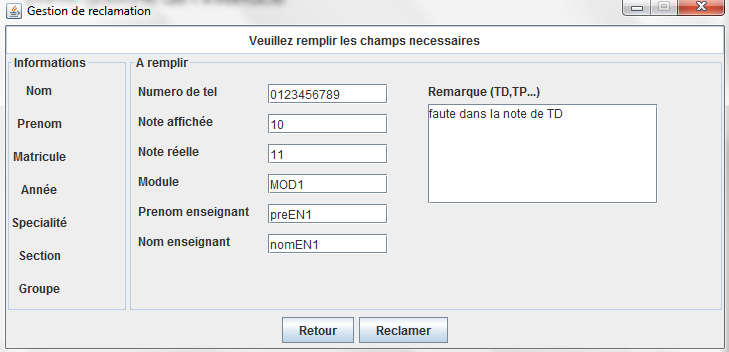 Gestion de reclamation
Veuillez remplir les champs necessaires
Informations
Nom
Prenom
Matricule
Année
Specialité
Section
Groupe
A remplir
Numero de tel 0123456789
Note affichée 10
Note réelle 11
Module MOD1
Prenom enseignant preEN1
Nom enseignant nomEN1
Remarque (TD,TP...)
faute dans la note de TD
Retour Reclamer